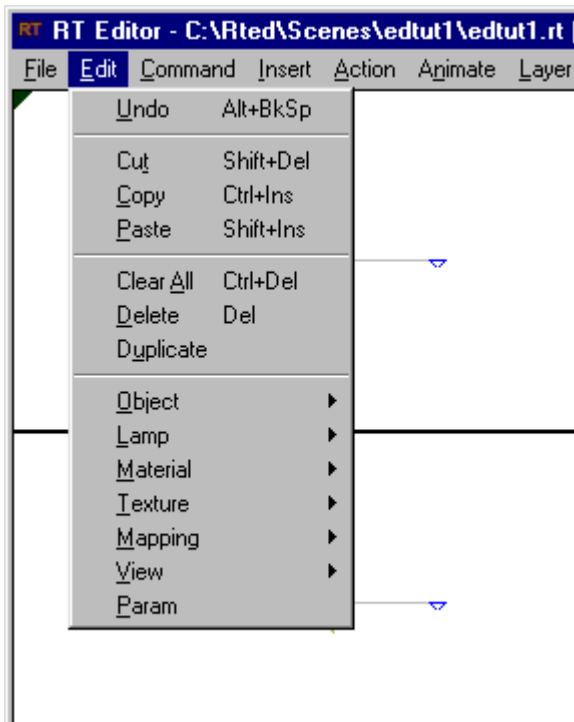 RT RT Editor - C:\Rted\Scenes\edtut1\edtut1.rt [
File Edit Command Insert Action Animate Layer
Undo Alt+BkSp
Cut Shift+Del
Copy Ctrl+Ins
Paste Shift+Ins
Clear All Ctrl+Del
Delete Del
Duplicate
Object
Lamp
Material
Texture
Mapping
View
Param